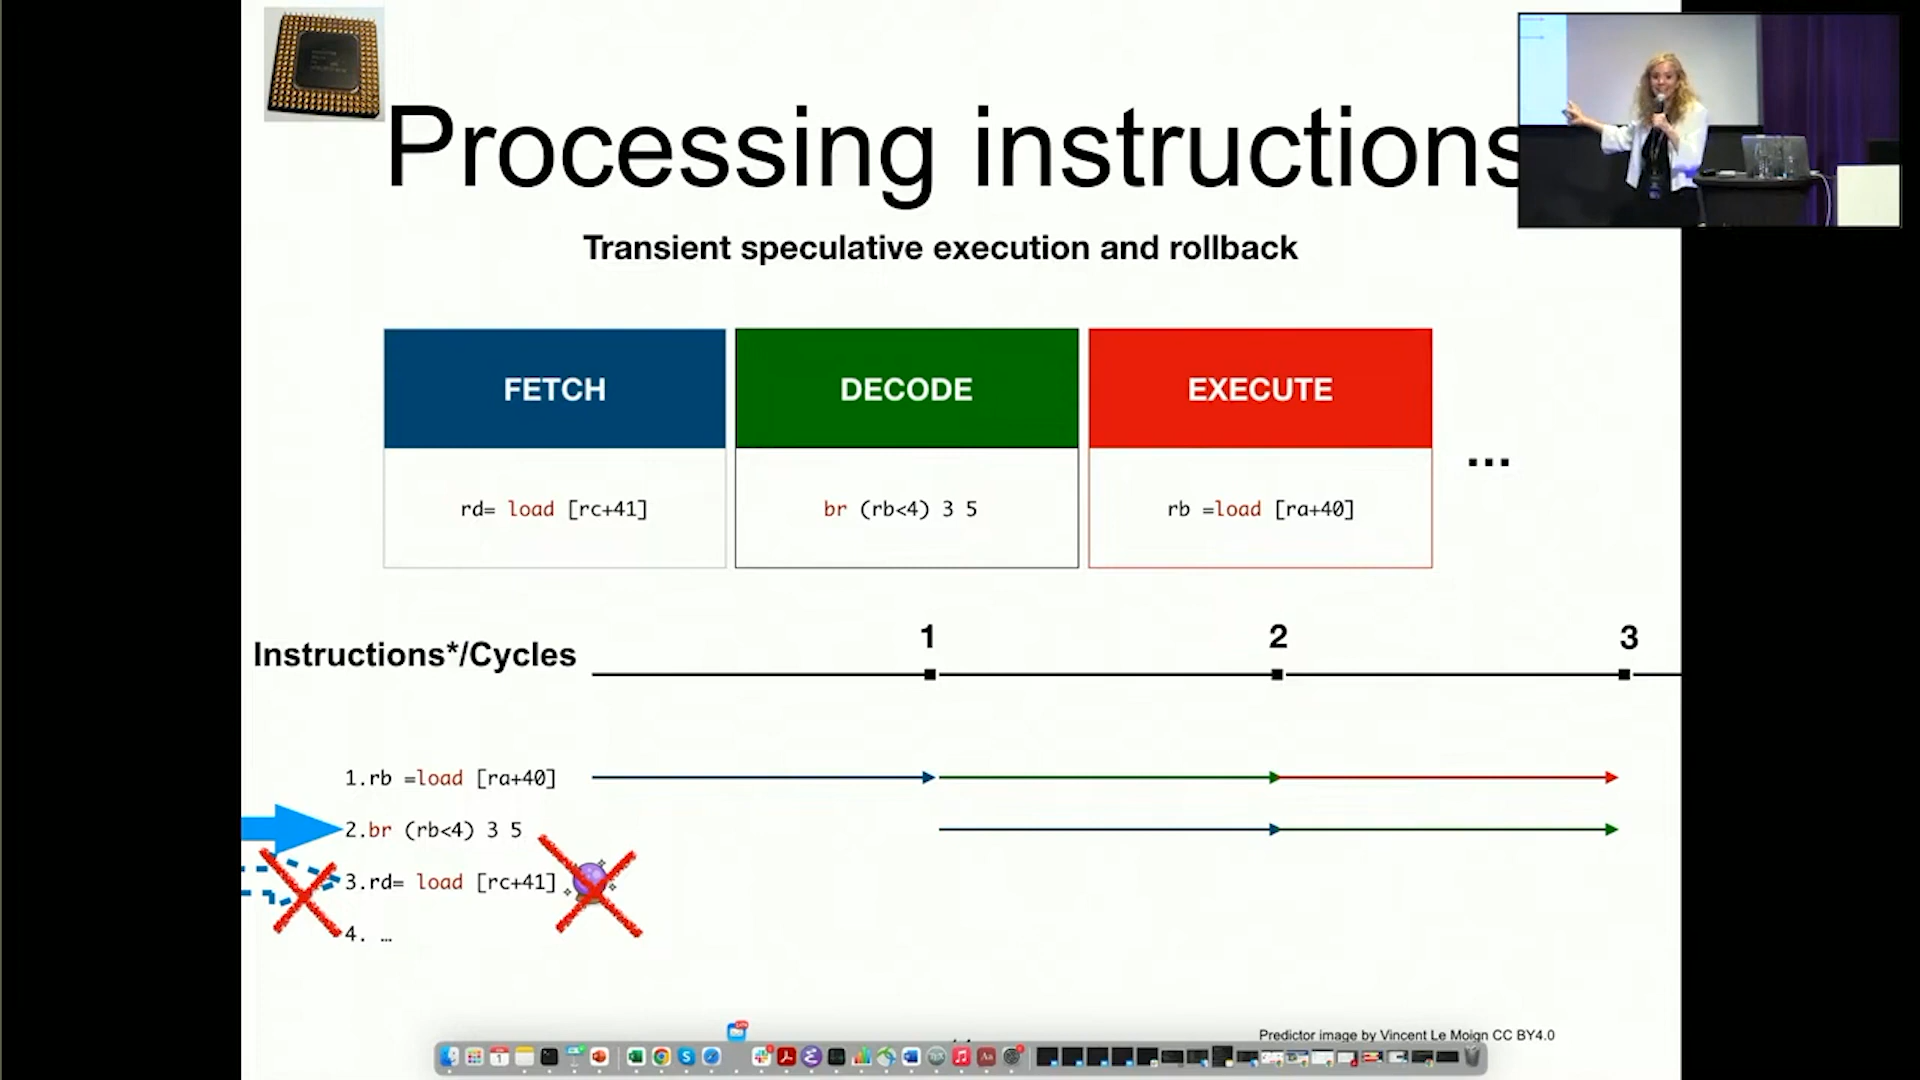 Processing instructions
Transient speculative execution and rollback
FETCH
DECODE
EXECUTE
rd= load [rc+41]
br (rb<4) 3 5
rb =load [ra+40]
...
Instructions*/Cycles
1
2
3
1.rb =load [ra+40]
2.br (rb<4) 3 5
3.rd= load [rc+41]
4. …
Predictor image by Vincent Le Moign CC BY4.0